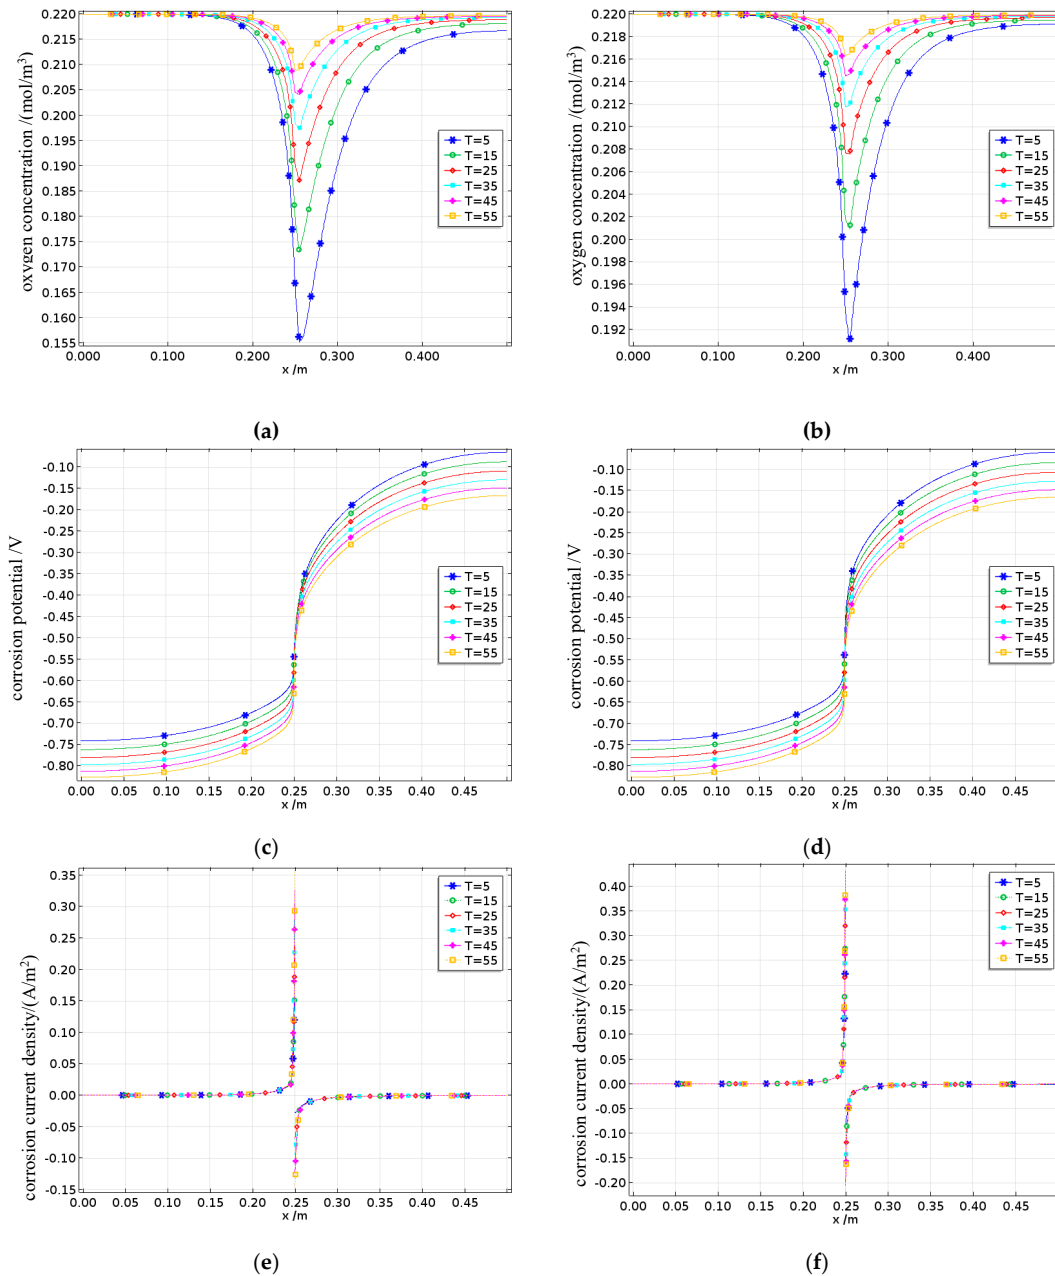 0.220
0.215
0.210
0.205
0.200
0.195
0.190
0.185
0.180
0.175
0.170
0.165
0.160
0.155
oxygen concentration /(mol/m³)
T=5
T=15
T=25
T=35
T=45
T=55
0.000 0.100 0.200 0.300 0.400
x /m
(a)
0.220
0.218
0.216
0.214
0.212
0.210
0.208
0.206
0.204
0.202
0.200
0.198
0.196
0.194
0.192
oxygen concentration /(mol/m³)
T=5
T=15
T=25
T=35
T=45
T=55
0.000 0.100 0.200 0.300 0.400
x /m
(b)
-0.10
-0.15
-0.20
-0.25
-0.30
-0.35
-0.40
-0.45
-0.50
-0.55
-0.60
-0.65
-0.70
-0.75
-0.80
corrosion potential /V
T=5
T=15
T=25
T=35
T=45
T=55
0.00 0.05 0.10 0.15 0.20 0.25 0.30 0.35 0.40 0.45
x /m
(c)
-0.10
-0.15
-0.20
-0.25
-0.30
-0.35
-0.40
-0.45
-0.50
-0.55
-0.60
-0.65
-0.70
-0.75
-0.80
corrosion potential /V
T=5
T=15
T=25
T=35
T=45
T=55
0.00 0.05 0.10 0.15 0.20 0.25 0.30 0.35 0.40 0.45
x /m
(d)
0.35
0.30
0.25
0.20
0.15
0.10
0.05
0.00
-0.05
-0.10
-0.15
corrosion current density/(A/m²)
T=5
T=15
T=25
T=35
T=45
T=55
0.00 0.05 0.10 0.15 0.20 0.25 0.30 0.35 0.40 0.45
x /m
(e)
0.40
0.35
0.30
0.25
0.20
0.15
0.10
0.05
0.00
-0.05
-0.10
-0.15
-0.20
corrosion current density/(A/m²)
T=5
T=15
T=25
T=35
T=45
T=55
0.00 0.05 0.10 0.15 0.20 0.25 0.30 0.35 0.40 0.45
x /m
(f)